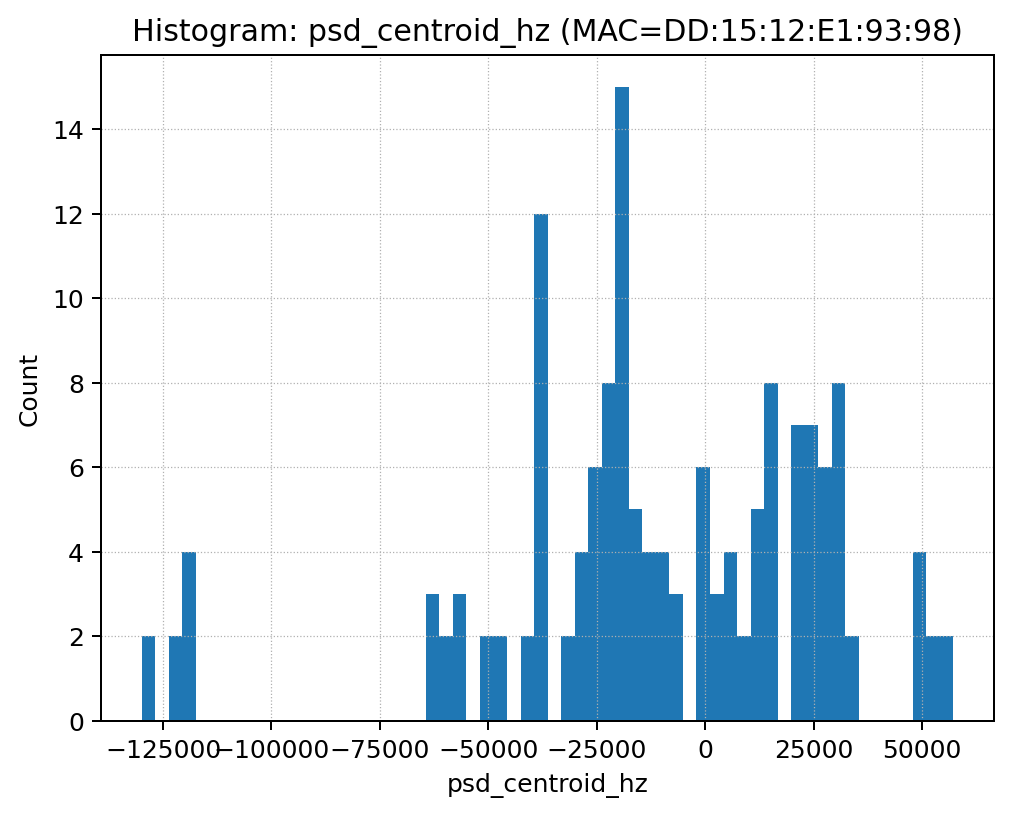 Histogram: psd_centroid_hz (MAC=DD:15:12:E1:93:98)
14
12
10
8
6
4
2
0
Count
−125000 −100000 −75000 −50000 −25000 0 25000 50000
psd_centroid_hz